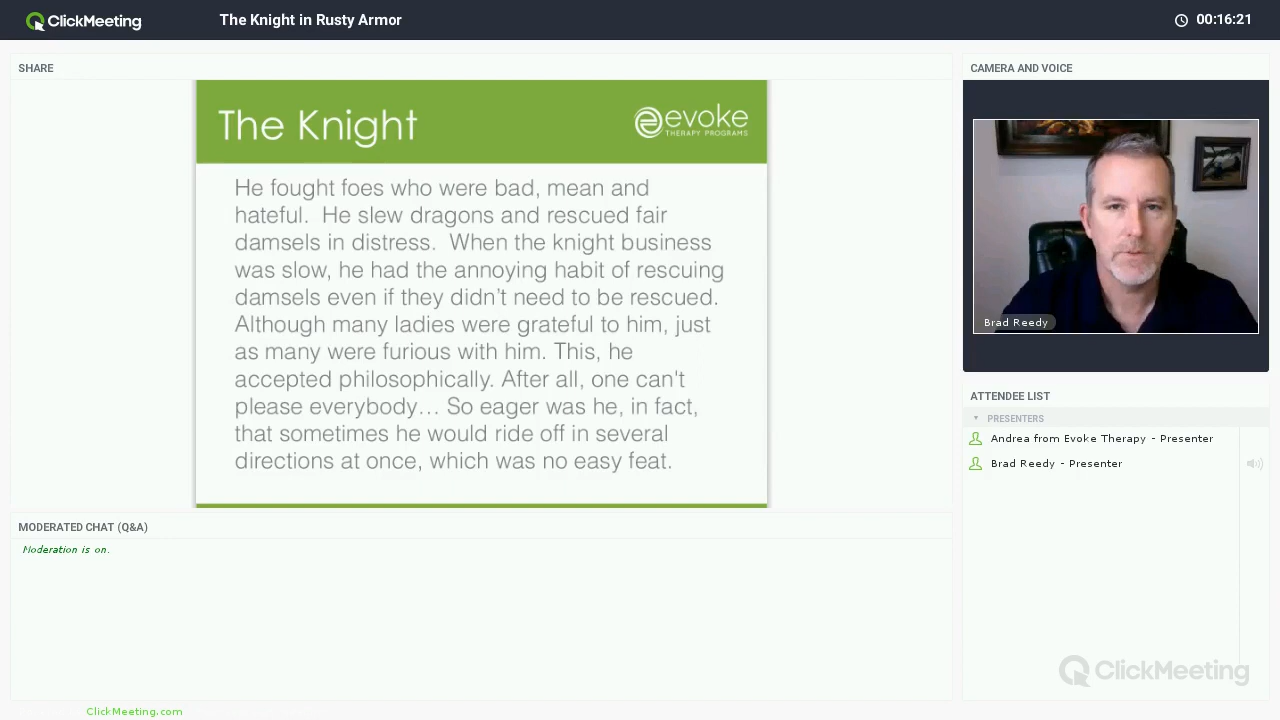 ClickMeeting
The Knight in Rusty Armor
00:16:21
SHARE
The Knight
evoke
THERAPY PROGRAMS
He fought foes who were bad, mean and
hateful.  He slew dragons and rescued fair
damsels in distress.  When the knight business
was slow, he had the annoying habit of rescuing
damsels even if they didn't need to be rescued.
Although many ladies were grateful to him, just
as many were furious with him. This, he
accepted philosophically. After all, one can't
please everybody… So eager was he, in fact,
that sometimes he would ride off in several
directions at once, which was no easy feat.
CAMERA AND VOICE
Brad Reedy
ATTENDEE LIST
PRESENTERS
Andrea from Evoke Therapy - Presenter
Brad Reedy - Presenter
MODERATED CHAT (Q&A)
Moderation is on.
ClickMeeting
ClickMeeting.com